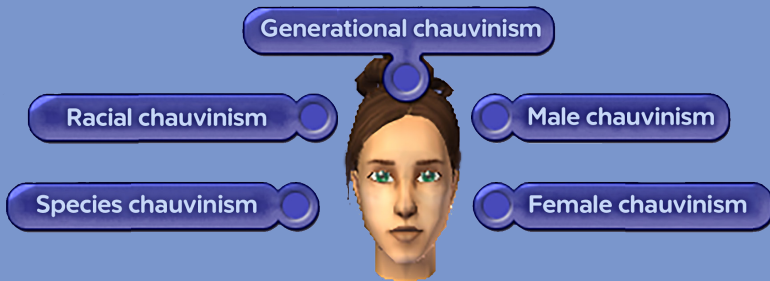 Generational chauvinism
Racial chauvinism
Male chauvinism
Species chauvinism
Female chauvinism